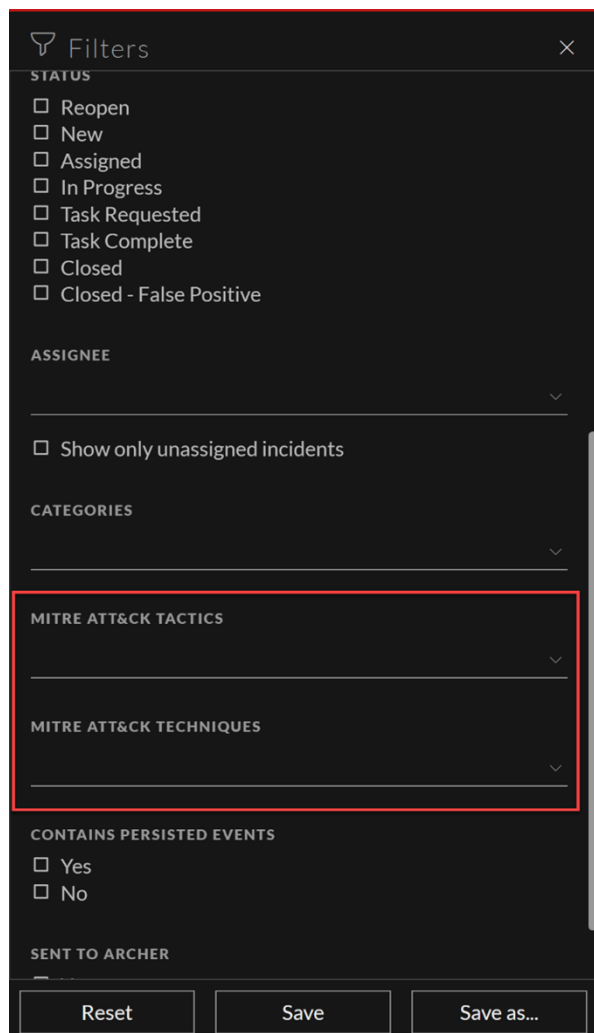 Filters
STATUS
Reopen
New
Assigned
In Progress
Task Requested
Task Complete
Closed
Closed - False Positive
ASSIGNEE
Show only unassigned incidents
CATEGORIES
MITRE ATT&CK TACTICS
MITRE ATT&CK TECHNIQUES
CONTAINS PERSISTED EVENTS
Yes
No
SENT TO ARCHER
Reset Save Save as...